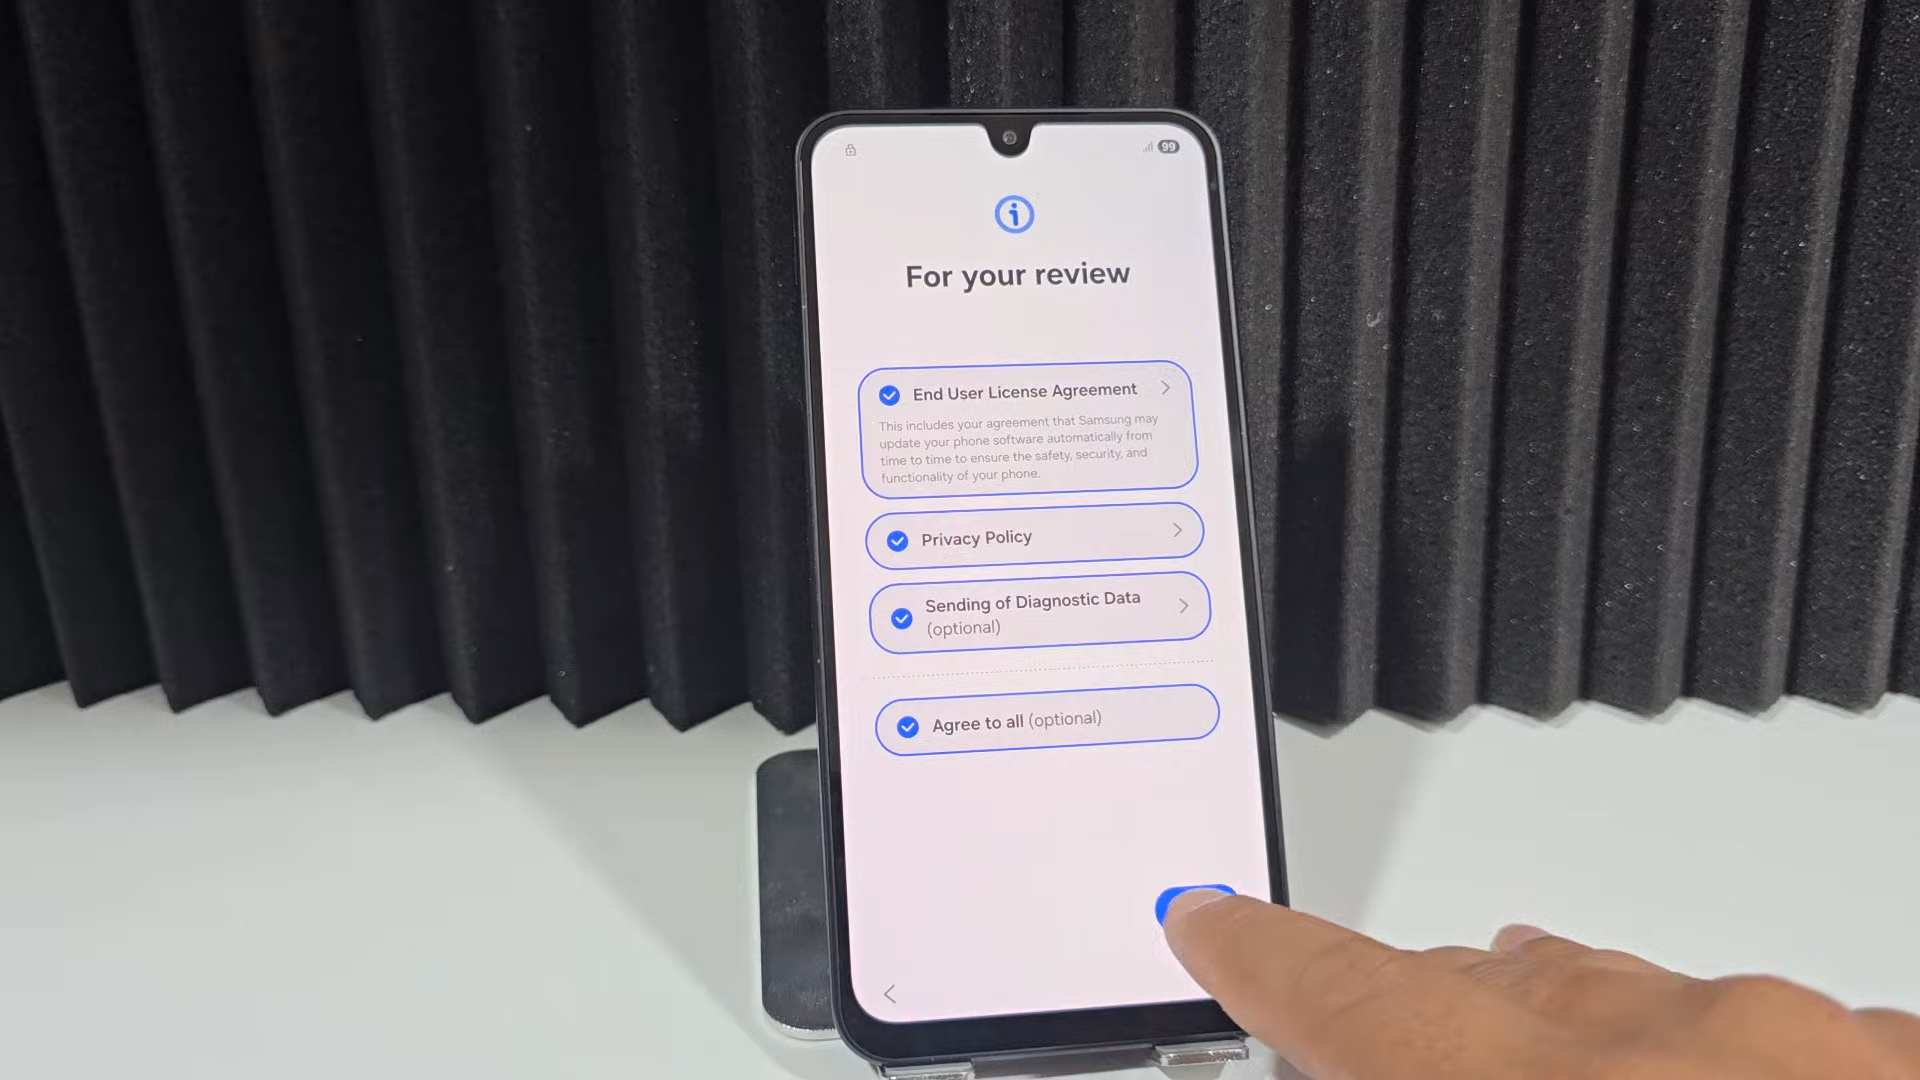 99
For your review
End User License Agreement
This includes your agreement that Samsung may
update your phone software automatically from
time to time to ensure the safety, security, and
functionality of your phone.
Privacy Policy
Sending of Diagnostic Data
(optional)
Agree to all (optional)